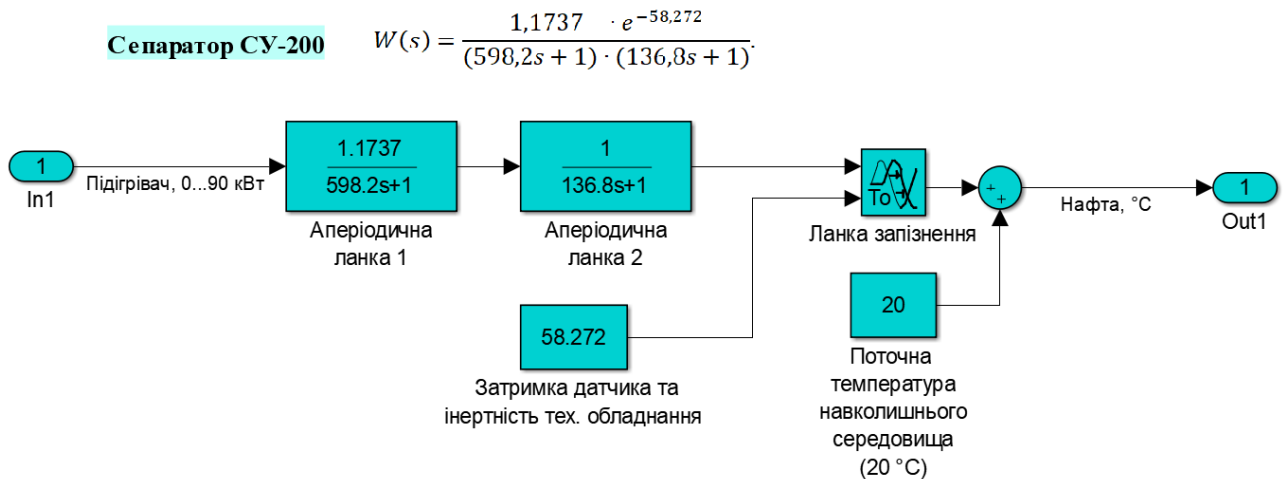 Сепаратор СУ-200
W(s) = 1,1737 · e^−58,272 / (598,2s + 1) · (136,8s + 1).
1
In1
Підігрівач, 0...90 кВт
1.1737
598.2s+1
Аперіодична
ланка 1
1
136.8s+1
Аперіодична
ланка 2
To
Ланка запізнення
+
+
Нафта, °C
1
Out1
58.272
Затримка датчика та
інертність тех. обладнання
20
Поточна
температура
навколишнього
середовища
(20 °C)